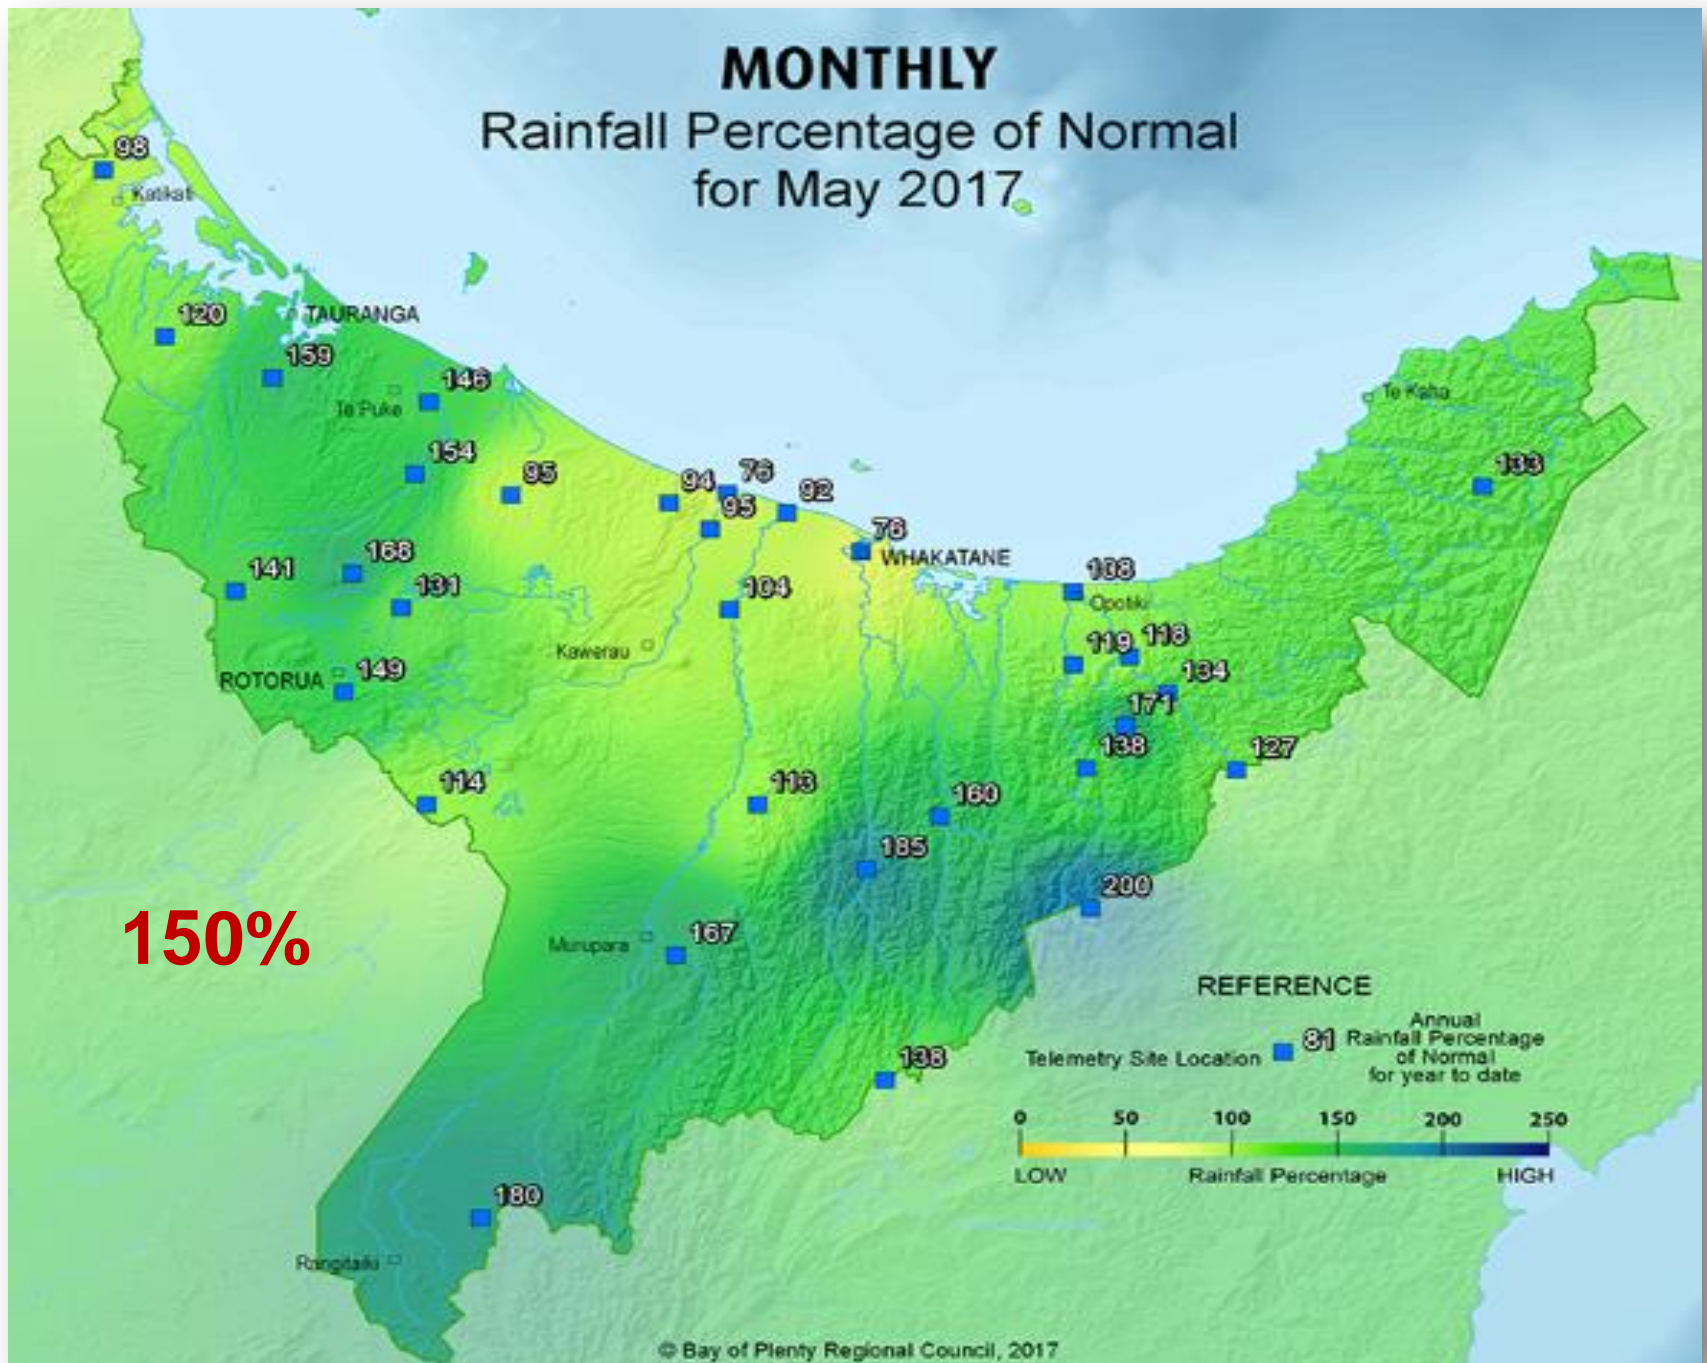 MONTHLY
Rainfall Percentage of Normal
for May 2017
98
Katikati
120
TAURANGA
159
146
Te Puke
154
95
94
76
95
92
Te Kaha
133
76
WHAKATANE
141
168
131
104
108
Opotiki
Kawerau
119
118
ROTORUA
149
134
171
138
127
114
113
160
185
200
150%
Murupara
167
REFERENCE
Telemetry Site Location
81
Annual
Rainfall Percentage
of Normal
for year to date
138
0 50 100 150 200 250
LOW Rainfall Percentage HIGH
180
Rangitaiki
© Bay of Plenty Regional Council, 2017